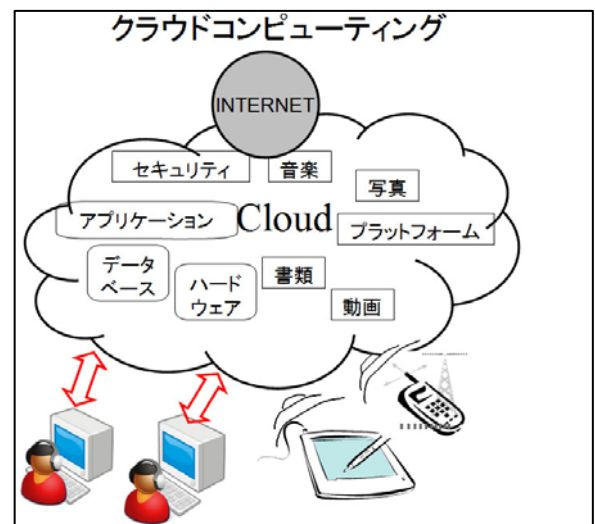 クラウドコンピューティング
INTERNET
セキュリティ
音楽
写真
アプリケーション
Cloud
プラットフォーム
データ
ベース
ハード
ウェア
書類
動画